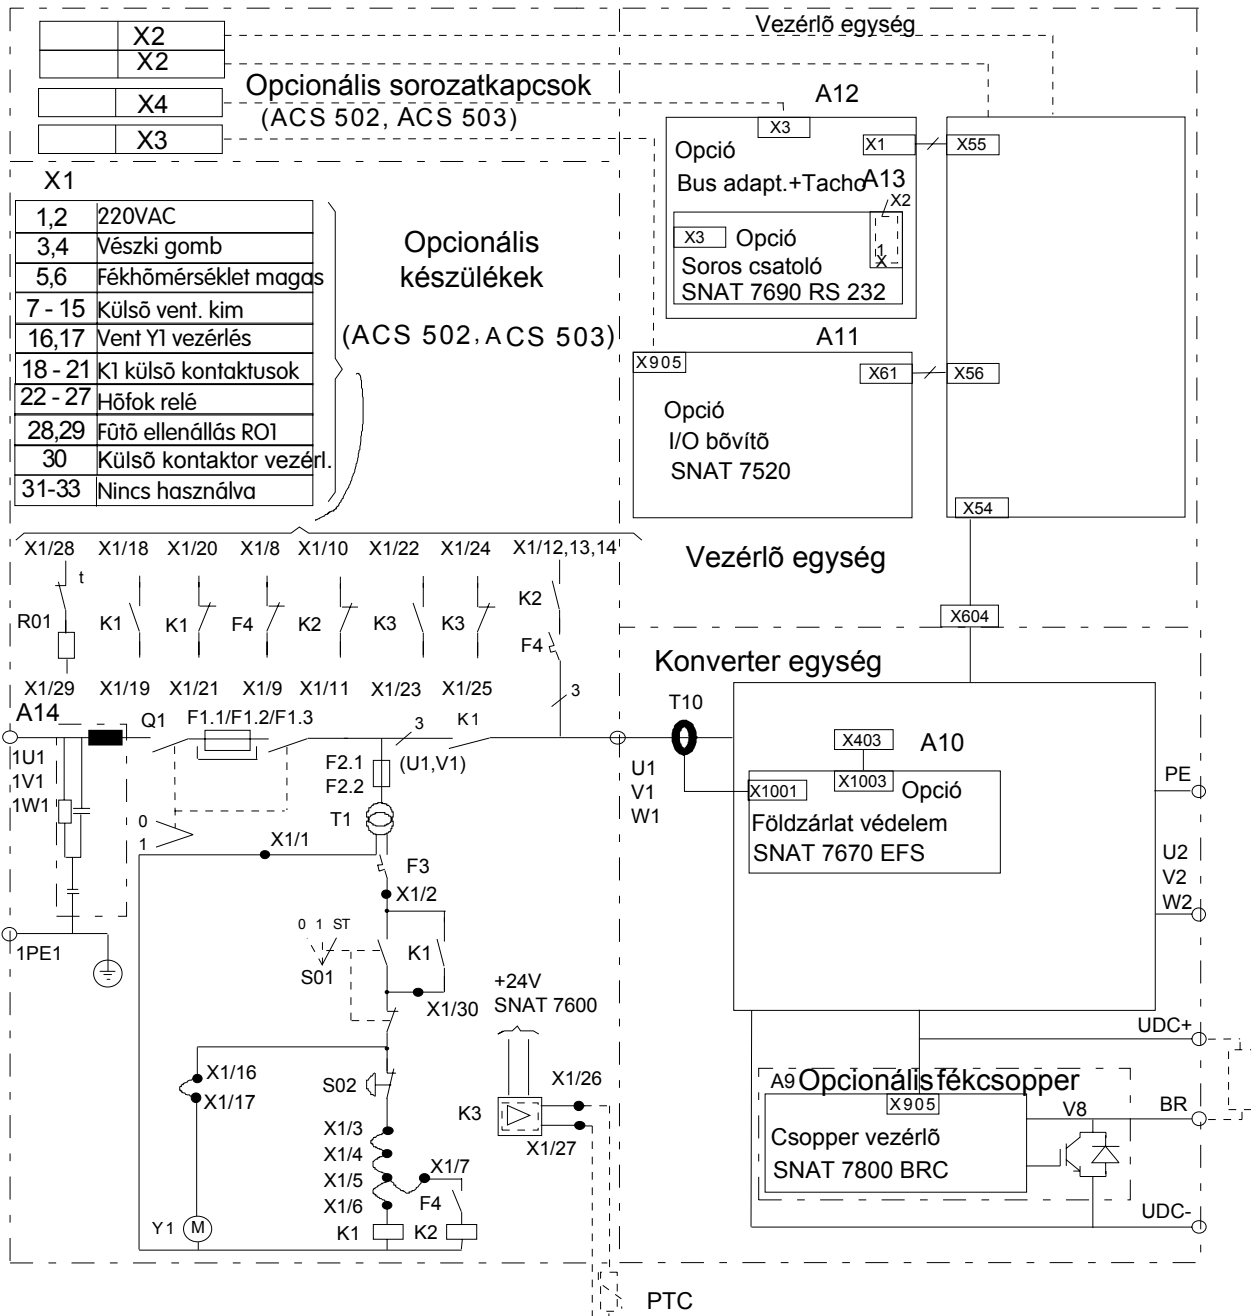 X2
X2
X4
X3
Opcionális sorozatkapcsok
(ACS 502, ACS 503)
Vezérlõ egység
A12
X3
X1
X55
Opció
Bus adapt.+Tacho
A13
X2
X3
Opció
1
X
Soros csatoló
SNAT 7690 RS 232
A11
X905
X61
X56
Opció
I/O bõvítõ
SNAT 7520
X54
Vezérlõ egység
X604
X1
1,2 220VAC
3,4 Vészki gomb
5,6 Fékhõmérséklet magas
7 - 15 Külsõ vent. kim
16,17 Vent Y1 vezérlés
18 - 21 K1 külsõ kontaktusok
22 - 27 Hõfok relé
28,29 Fûtõ ellenállás RO1
30 Külsõ kontaktor vezérl.
31-33 Nincs használva
Opcionális
készülékek
(ACS 502, ACS 503)
X1/28 X1/18 X1/20 X1/8 X1/10 X1/22 X1/24 X1/12,13,14
t
R01 K1 K1 F4 K2 K3 K3 K2
F4
3
X1/29 X1/19 X1/21 X1/9 X1/11 X1/23 X1/25
A14
Q1 F1.1/F1.2/F1.3 3 K1
(U1,V1)
1U1
1V1
1W1
F2.1
F2.2
T1
0
1
X1/1
F3
X1/2
0 1 ST
S01
K1
X1/30
1PE1
+24V
SNAT 7600
X1/16
X1/17
S02
K3
X1/26
X1/27
X1/3
X1/4
X1/5
X1/6
X1/7
F4
Y1 M
K1
K2
PTC
Konverter egység
T10
U1
V1
W1
X403
A10
X1001
X1003
Opció
Földzárlat védelem
SNAT 7670 EFS
PE
U2
V2
W2
UDC+
A9 Opcionális fékcsopper
X905
V8
BR
Csopper vezérlõ
SNAT 7800 BRC
UDC-